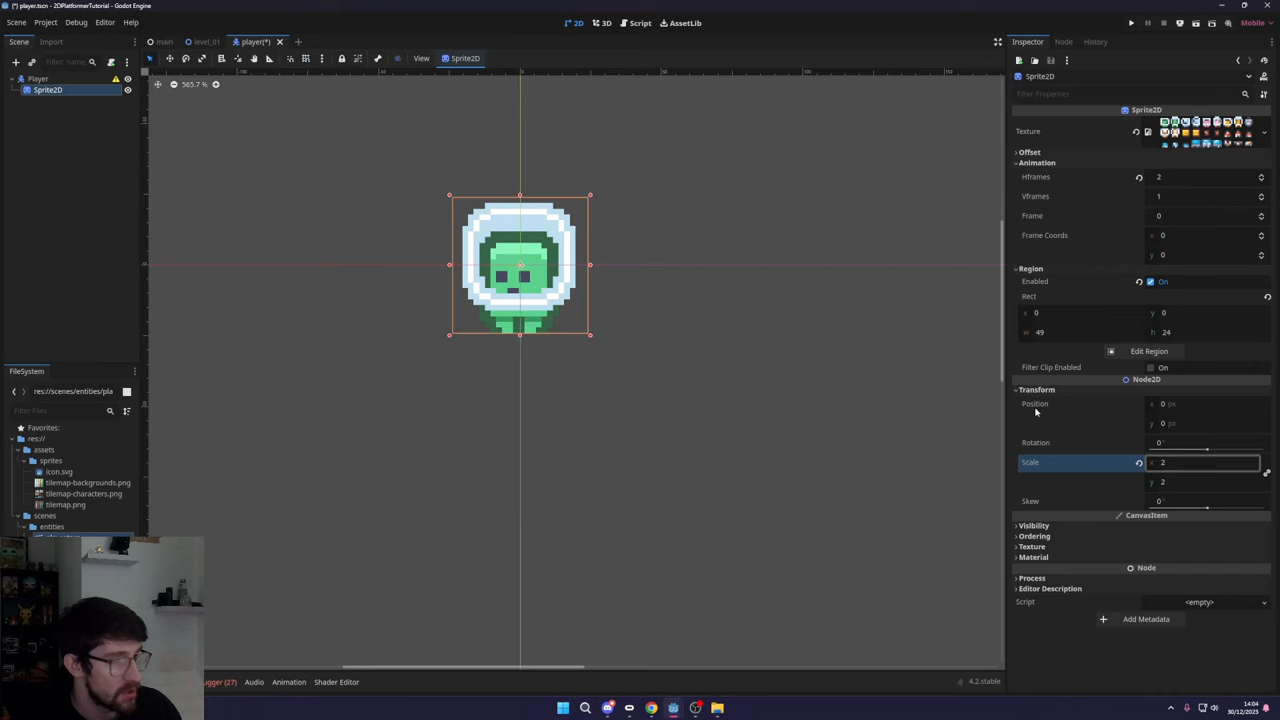 (*) player.tscn - 2DPlatformerTutorial - Godot Engine
Scene Project Debug Editor Help
2D 3D Script AssetLib
Mobile
Scene Import
main level_01 player(*)
Inspector Node History
Filter: name,
View Sprite2D
Sprite2D
Player
Sprite2D
565.7 %
Filter Properties
Sprite2D
Texture
Offset
Animation
Hframes 2
Vframes 1
Frame 0
Frame Coords x 0
y 0
Region
Enabled On
Rect
x 0 y 0
w 49 h 24
Edit Region
Filter Clip Enabled On
Node2D
Transform
Position x 0 px
y 0 px
Rotation 0°
Scale x 2
y 2
Skew 0°
CanvasItem
Visibility
Ordering
Texture
Material
Node
Process
Editor Description
Script <empty>
Add Metadata
FileSystem
res://scenes/entities/pla
Filter Files
Favorites:
res://
assets
sprites
icon.svg
tilemap-backgrounds.png
tilemap-characters.png
tilemap.png
scenes
entities
ugger (27) Audio Animation Shader Editor
4.2.stable
14:04
30/12/2023